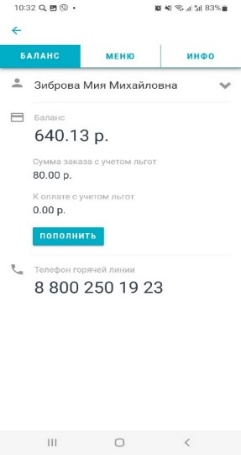 10:32
83%
БАЛАНС МЕНЮ ИНФО
Зиброва Мия Михайловна
Баланс
640.13 р.
Сумма заказа с учетом льгот
80.00 р.
К оплате с учетом льгот
0.00 р.
ПОПОЛНИТЬ
Телефон горячей линии
8 800 250 19 23